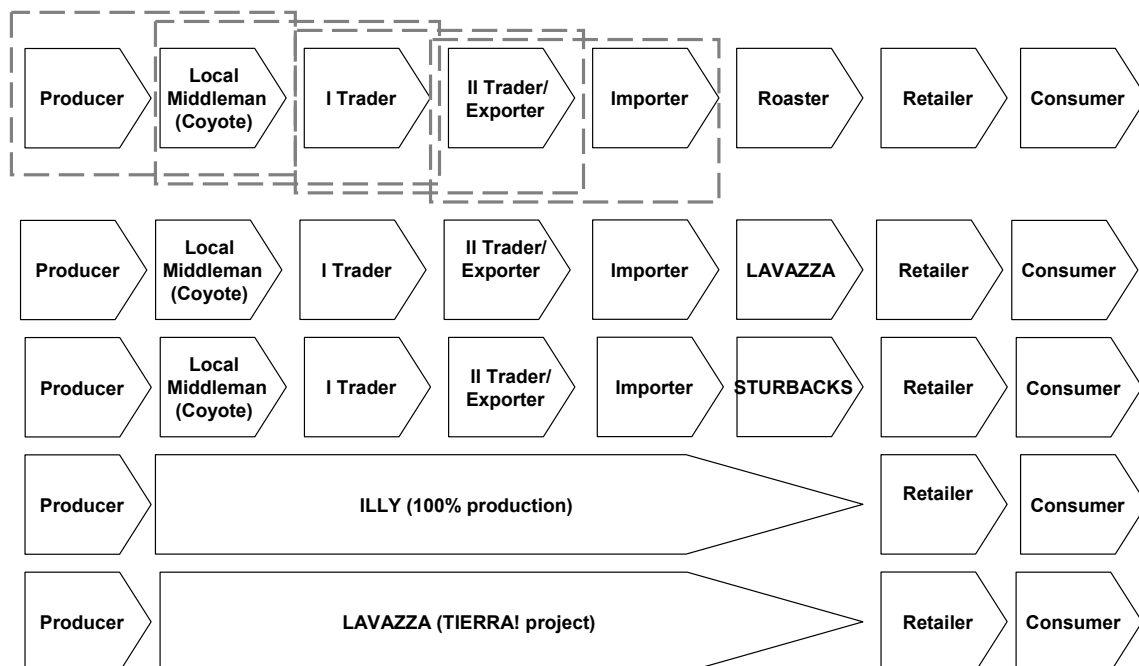 Producer
Local
Middleman
(Coyote)
I Trader
II Trader/
Exporter
Importer
Roaster
Retailer
Consumer
Producer
Local
Middleman
(Coyote)
I Trader
II Trader/
Exporter
Importer
LAVAZZA
Retailer
Consumer
Producer
Local
Middleman
(Coyote)
I Trader
II Trader/
Exporter
Importer
STURBACKS
Retailer
Consumer
Producer
ILLY (100% production)
Retailer
Consumer
Producer
LAVAZZA (TIERRA! project)
Retailer
Consumer